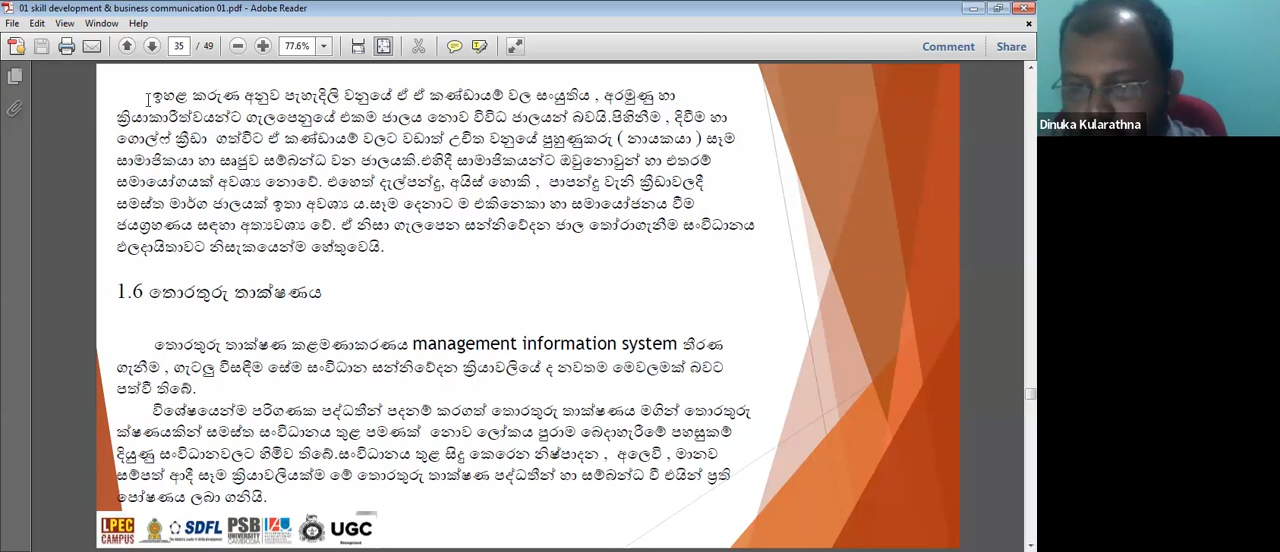 01 skill development & business communication 01.pdf - Adobe Reader
File Edit View Window Help
35 / 49 77.6% Comment Share
Dinuka Kularathna
ඉහළ කරුණ අනුව පැහැදිලි වනුයේ ඒ ඒ කණ්ඩායම් වල සංයුතිය , අරමුණු හා
ක්‍රියාකාරීත්වයන්ට ගැලපෙනුයේ එකම ජාලය නොව විවිධ ජාලයන් බවයි.පිහිනීම , දිවීම හා
ගොල්ෆ් ක්‍රීඩා ගත්විට ඒ කණ්ඩායම් වලට වඩාත් උචිත වනුයේ පුහුණුකරු ( නායකයා ) සෑම
සාමාජිකයා හා සෘජුව සම්බන්ධ වන ජාලයකි.එහිදී සාමාජිකයන්ට ඔවුනොවුන් හා එතරම්
සමායෝගයක් අවශ්‍ය නොවේ. එහෙත් දැල්පන්දු, අයිස් හොකි , පාපන්දු වැනි ක්‍රීඩාවලදී
සමස්ත මාර්ග ජාලයක් ඉතා අවශ්‍ය ය.සෑම දෙනාට ම එකිනෙකා හා සමායෝජනය වීම
ජයග්‍රහණය සඳහා අත්‍යවශ්‍ය වේ. ඒ නිසා ගැලපෙන සන්නිවේදන ජාල තෝරාගැනීම සංවිධානය
ඵලදායිතාවට නිසැකයෙන්ම හේතුවෙයි.
1.6 තොරතුරු තාක්ෂණය
තොරතුරු තාක්ෂණ කළමණාකරණය management information system තීරණ
ගැනීම , ගැටලු විසඳීම සේම සංවිධාන සන්නිවේදන ක්‍රියාවලියේ ද නවතම මෙවලමක් බවට
පත්වී තිබේ.
විශේෂයෙන්ම පරිගණක පද්ධතීන් පදනම් කරගත් තොරතුරු තාක්ෂණය මගින් තොරතුරු
ක්ෂණයකින් සමස්ත සංවිධානය තුළ පමණක් නොව ලෝකය පුරාම බෙදාහැරීමේ පහසුකම්
දියුණු සංවිධානවලට හිමිව තිබේ.සංවිධානය තුළ සිදු කෙරෙන නිෂ්පාදන , අලෙවි , මානව
සම්පත් ආදී සෑම ක්‍රියාවලියක්ම මේ තොරතුරු තාක්ෂණ පද්ධතීන් හා සම්බන්ධ වී එයින් ප්‍රති
පෝෂණය ලබා ගනියි.
LPEC CAMPUS SDFL PSB UNIVERSITY CAMBODIA IAU UGC